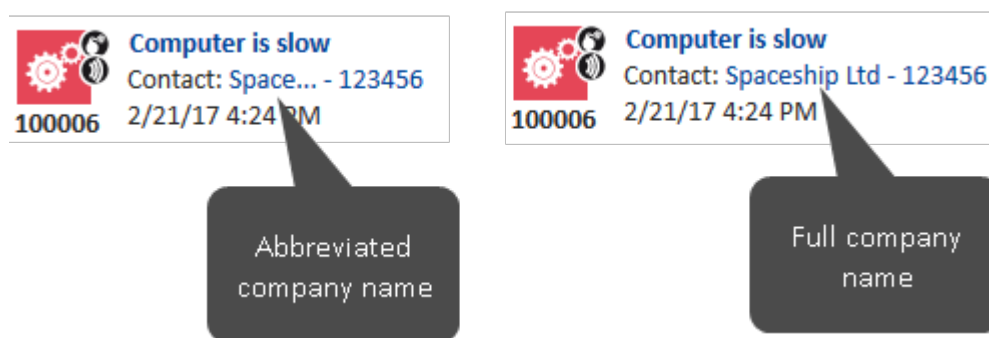 Computer is slow
Contact: Space... - 123456
2/21/17 4:24 PM
100006
Abbreviated
company name
Computer is slow
Contact: Spaceship Ltd - 123456
2/21/17 4:24 PM
100006
Full company
name